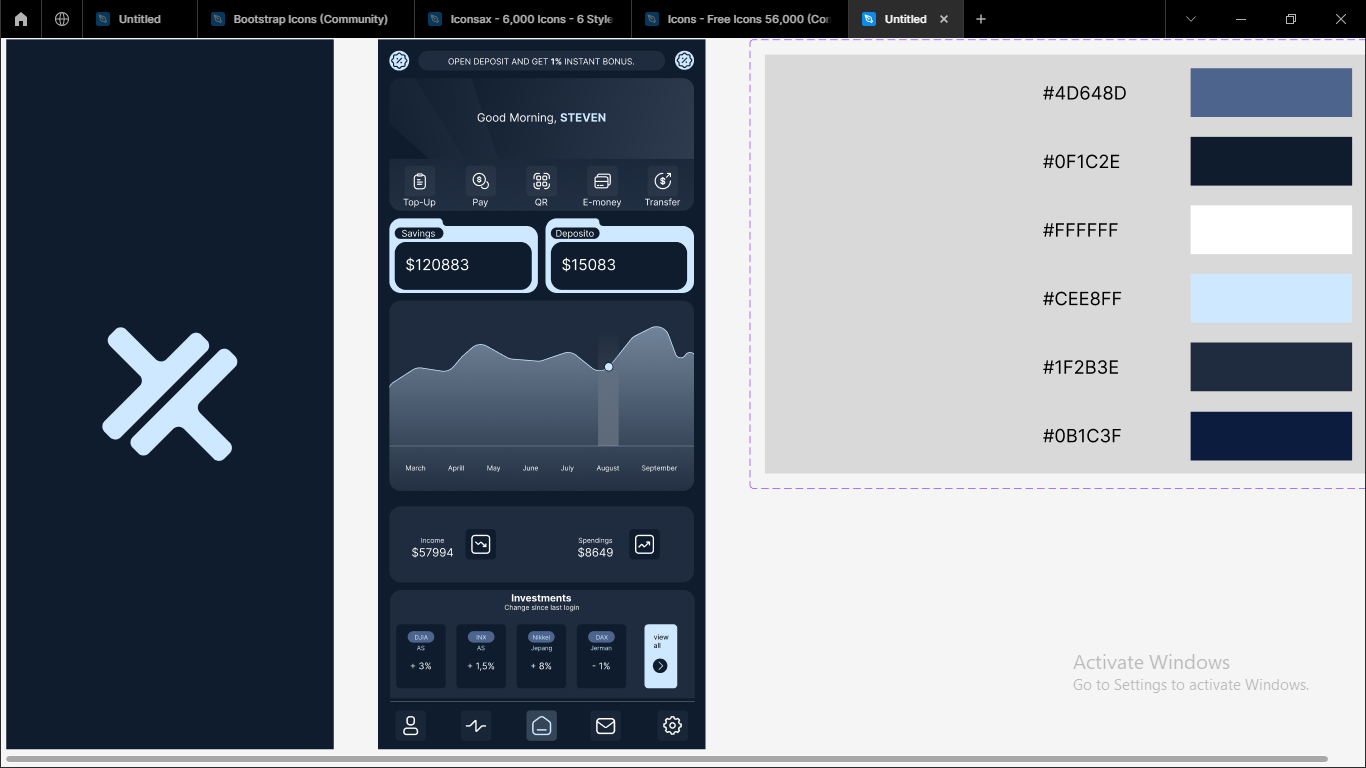 Untitled
Bootstrap Icons (Community)
Iconsax - 6,000 Icons - 6 Style
Icons - Free Icons 56,000 (Co
Untitled
OPEN DEPOSIT AND GET 1% INSTANT BONUS.
Good Morning, STEVEN
Top-Up Pay QR E-money Transfer
Savings Deposito
$120883 $15083
March Aprill May June July August September
Income Spendings
$57994 $8649
Investments
Change since last login
DJIA INX Nikkei DAX view
AS AS Jepang Jerman all
+ 3% + 1,5% + 8% - 1%
#4D648D
#0F1C2E
#FFFFFF
#CEE8FF
#1F2B3E
#0B1C3F
Activate Windows
Go to Settings to activate Windows.